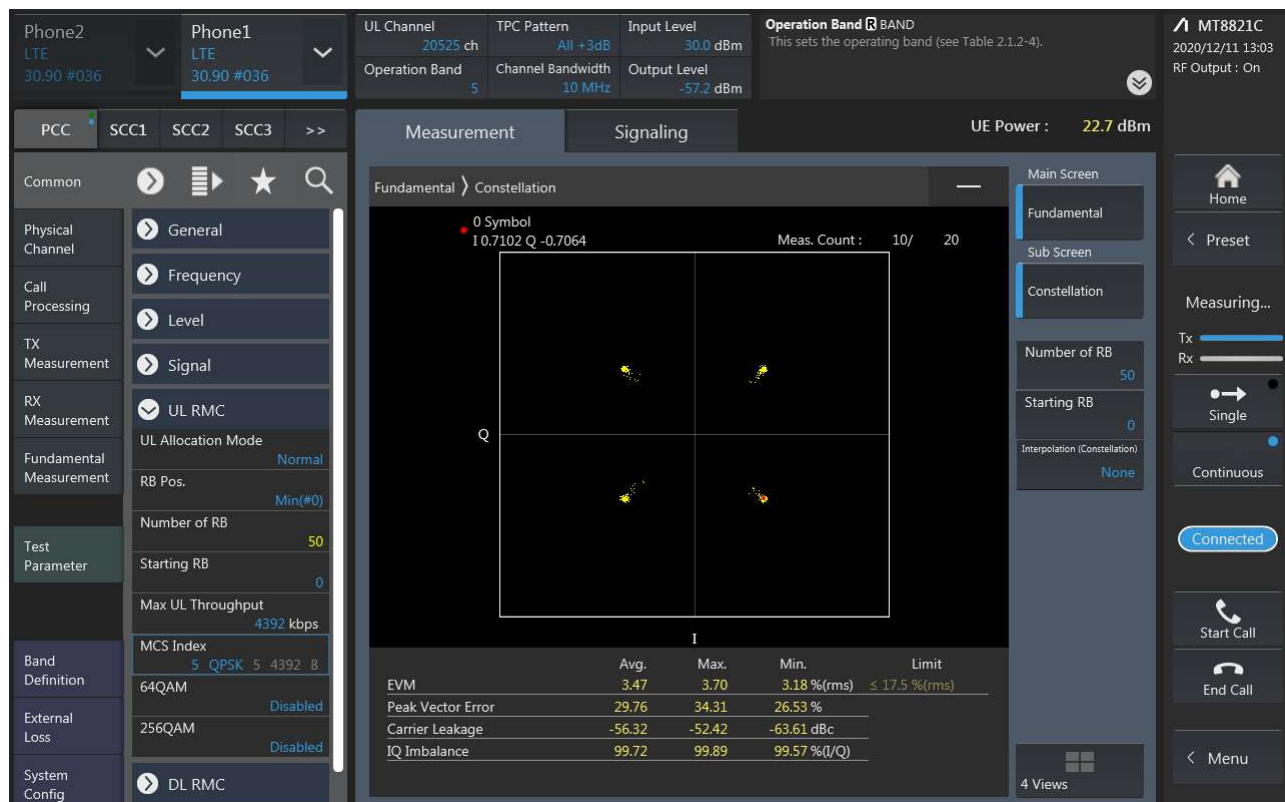 Phone2
LTE
30.90 #036
Phone1
LTE
30.90 #036
UL Channel
20525 ch
TPC Pattern
All +3dB
Input Level
30.0 dBm
Operation Band
5
Channel Bandwidth
10 MHz
Output Level
-57.2 dBm
Operation Band R BAND
This sets the operating band (see Table 2.1.2-4).
MT8821C
2020/12/11 13:03
RF Output : On
PCC SCC1 SCC2 SCC3 >>
Measurement
Signaling
UE Power : 22.7 dBm
Common
Physical
Channel
Call
Processing
TX
Measurement
RX
Measurement
Fundamental
Measurement
Test
Parameter
Band
Definition
External
Loss
System
Config
General
Frequency
Level
Signal
UL RMC
UL Allocation Mode
Normal
RB Pos.
Min(#0)
Number of RB
50
Starting RB
0
Max UL Throughput
4392 kbps
MCS Index
5 QPSK 5 4392 8
64QAM
Disabled
256QAM
Disabled
DL RMC
Fundamental 〉 Constellation
0 Symbol
I 0.7102 Q -0.7064
Meas. Count : 10/ 20
Q
I
Avg. Max. Min. Limit
EVM 3.47 3.70 3.18 %(rms) ≤ 17.5 %(rms)
Peak Vector Error 29.76 34.31 26.53 %
Carrier Leakage -56.32 -52.42 -63.61 dBc
IQ Imbalance 99.72 99.89 99.57 %(I/Q)
Main Screen
Fundamental
Sub Screen
Constellation
Number of RB
50
Starting RB
0
Interpolation (Constellation)
None
4 Views
Home
< Preset
Measuring...
Tx
Rx
Single
Continuous
Connected
Start Call
End Call
< Menu